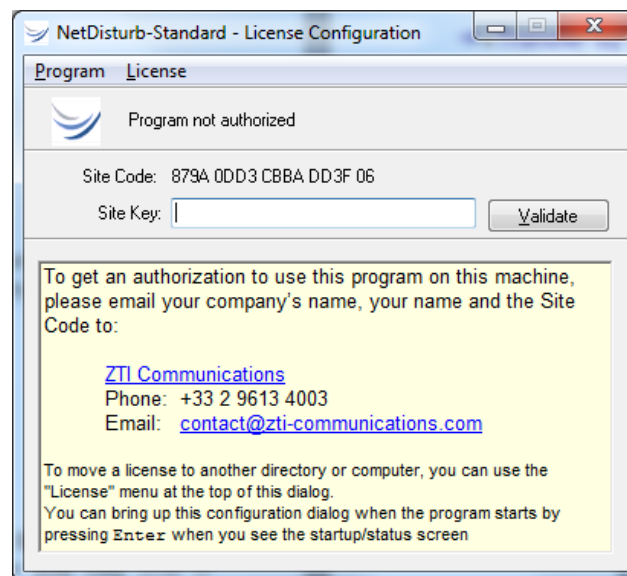 NetDisturb-Standard - License Configuration
Program License
Program not authorized
Site Code: 879A 0DD3 CBBA DD3F 06
Site Key:
Validate
To get an authorization to use this program on this machine,
please email your company's name, your name and the Site
Code to:
ZTI Communications
Phone: +33 2 9613 4003
Email: contact@zti-communications.com
To move a license to another directory or computer, you can use the
"License" menu at the top of this dialog.
You can bring up this configuration dialog when the program starts by
pressing Enter when you see the startup/status screen